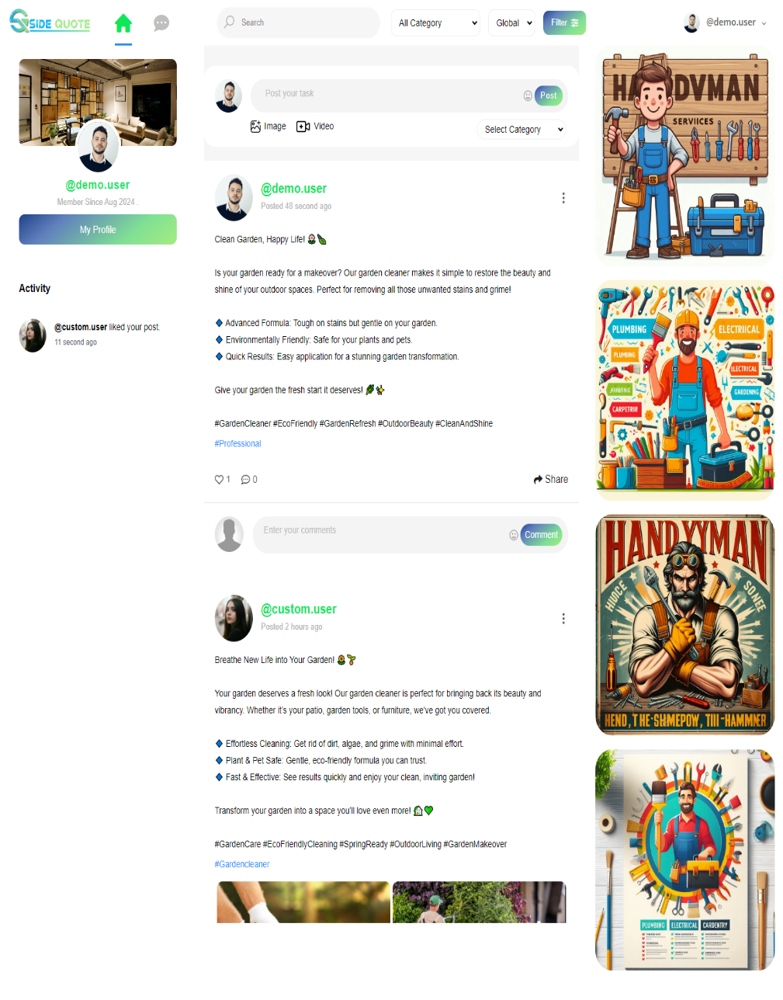 SIDE QUOTE
Search
All Category
Global
Filter
@demo.user
@demo.user
Member Since Aug 2024 .
My Profile
Activity
@custom.user liked your post.
11 second ago
Post your task
Post
Image
Video
Select Category
@demo.user
Posted 48 second ago
Clean Garden, Happy Life!
Is your garden ready for a makeover? Our garden cleaner makes it simple to restore the beauty and
shine of your outdoor spaces. Perfect for removing all those unwanted stains and grime!
Advanced Formula: Tough on stains but gentle on your garden.
Environmentally Friendly: Safe for your plants and pets.
Quick Results: Easy application for a stunning garden transformation.
Give your garden the fresh start it deserves!
#GardenCleaner #EcoFriendly #GardenRefresh #OutdoorBeauty #CleanAndShine
#Professional
1
0
Share
Enter your comments
Comment
@custom.user
Posted 2 hours ago
Breathe New Life into Your Garden!
Your garden deserves a fresh look! Our garden cleaner is perfect for bringing back its beauty and
vibrancy. Whether it's your patio, garden tools, or furniture, we've got you covered.
Effortless Cleaning: Get rid of dirt, algae, and grime with minimal effort.
Plant & Pet Safe: Gentle, eco-friendly formula you can trust.
Fast & Effective: See results quickly and enjoy your clean, inviting garden!
Transform your garden into a space you'll love even more!
#GardenCare #EcoFriendlyCleaning #SpringReady #OutdoorLiving #GardenMakeover
#Gardencleaner
DVMAN
SERVIICES
PLUMBING
ELECTRIICAL
PLUMBING
ELECTRICAL
GARDENING
CARPETRIR
HANDYYMAN
HIUOCE
SONEE
HEND, THE-SHMEPOW, TIII-HAMMNER
PLUMBING
ELECTRICAL
CARDENTRY